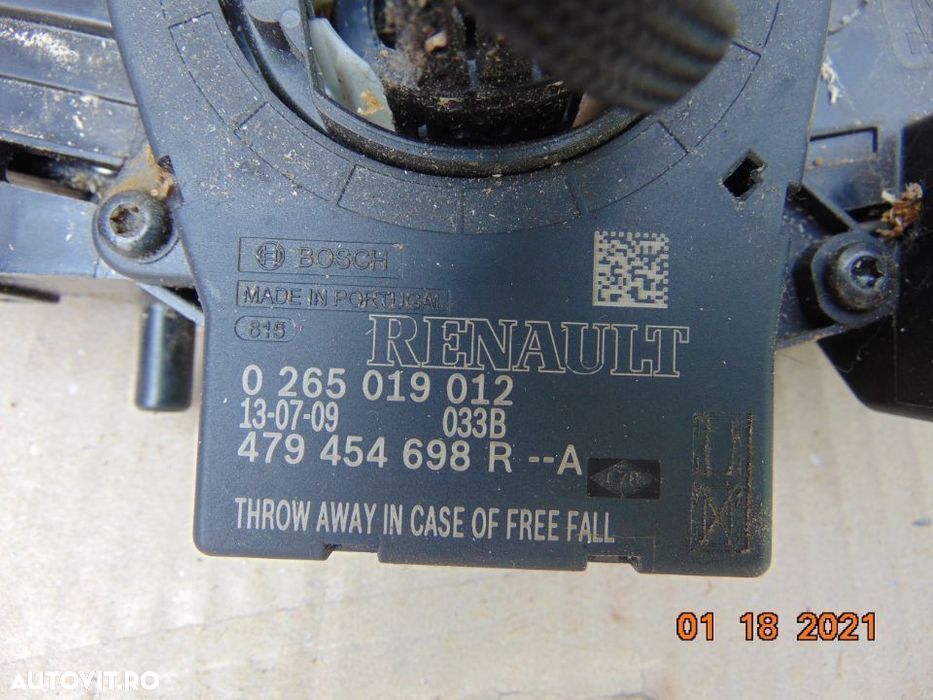 BOSCH
MADE IN PORTUGAL
815
RENAULT
0 265 019 012
13-07-09 033B
479 454 698 R --A
THROW AWAY IN CASE OF FREE FALL
01 18 2021
AUTOVIT.RO